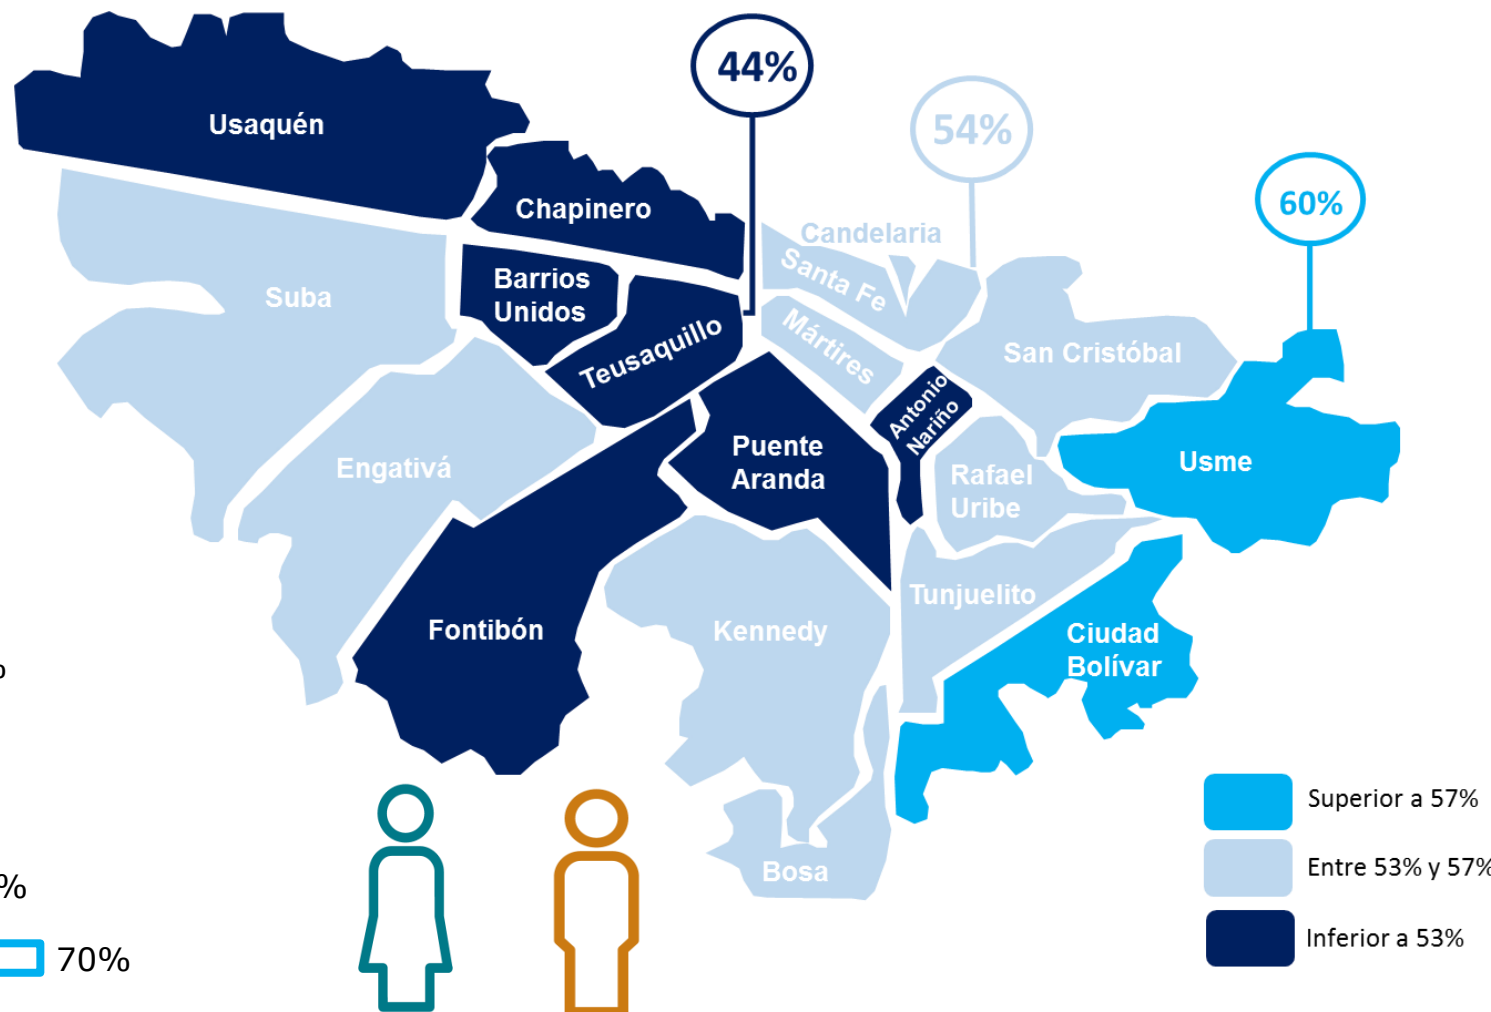 44%
54%
60%
Usaquén
Chapinero
Candelaria
Santa Fe
Barrios
Unidos
Suba
Teusaquillo
Mártires
San Cristóbal
Antonio
Nariño
Engativá
Puente
Aranda
Rafael
Uribe
Usme
Tunjuelito
Fontibón
Kennedy
Ciudad
Bolívar
Bosa
Superior a 57%
Entre 53% y 57%
Inferior a 53%
%
70%